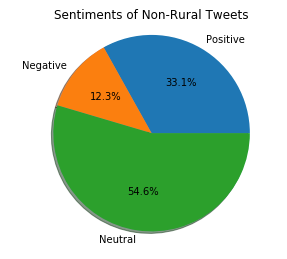 Sentiments of Non-Rural Tweets
Positive
Negative
33.1%
12.3%
54.6%
Neutral